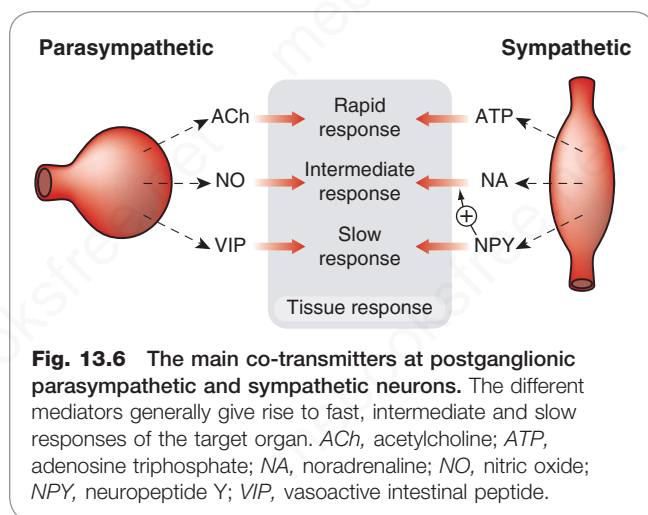 Parasympathetic
Sympathetic
ACh
Rapid
response
ATP
NO
Intermediate
response
NA
+
VIP
Slow
response
NPY
Tissue response
Fig. 13.6 The main co-transmitters at postganglionic
parasympathetic and sympathetic neurons. The different
mediators generally give rise to fast, intermediate and slow
responses of the target organ. ACh, acetylcholine; ATP,
adenosine triphosphate; NA, noradrenaline; NO, nitric oxide;
NPY, neuropeptide Y; VIP, vasoactive intestinal peptide.